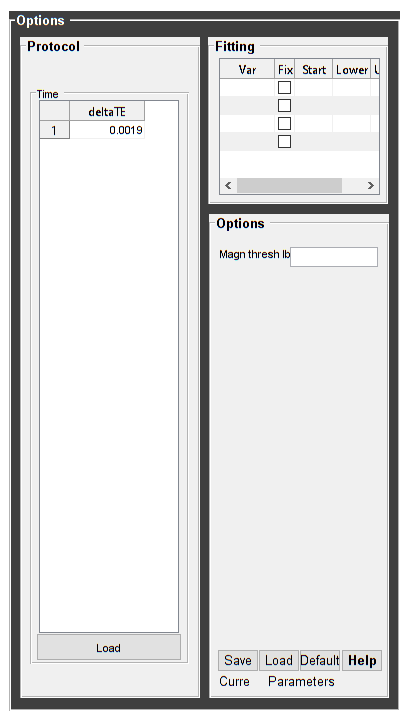 Options
Protocol
Time
deltaTE
1 0.0019
Load
Fitting
Var Fix Start Lower U
Options
Magn thresh lb
Save Load Default Help
Curre Parameters